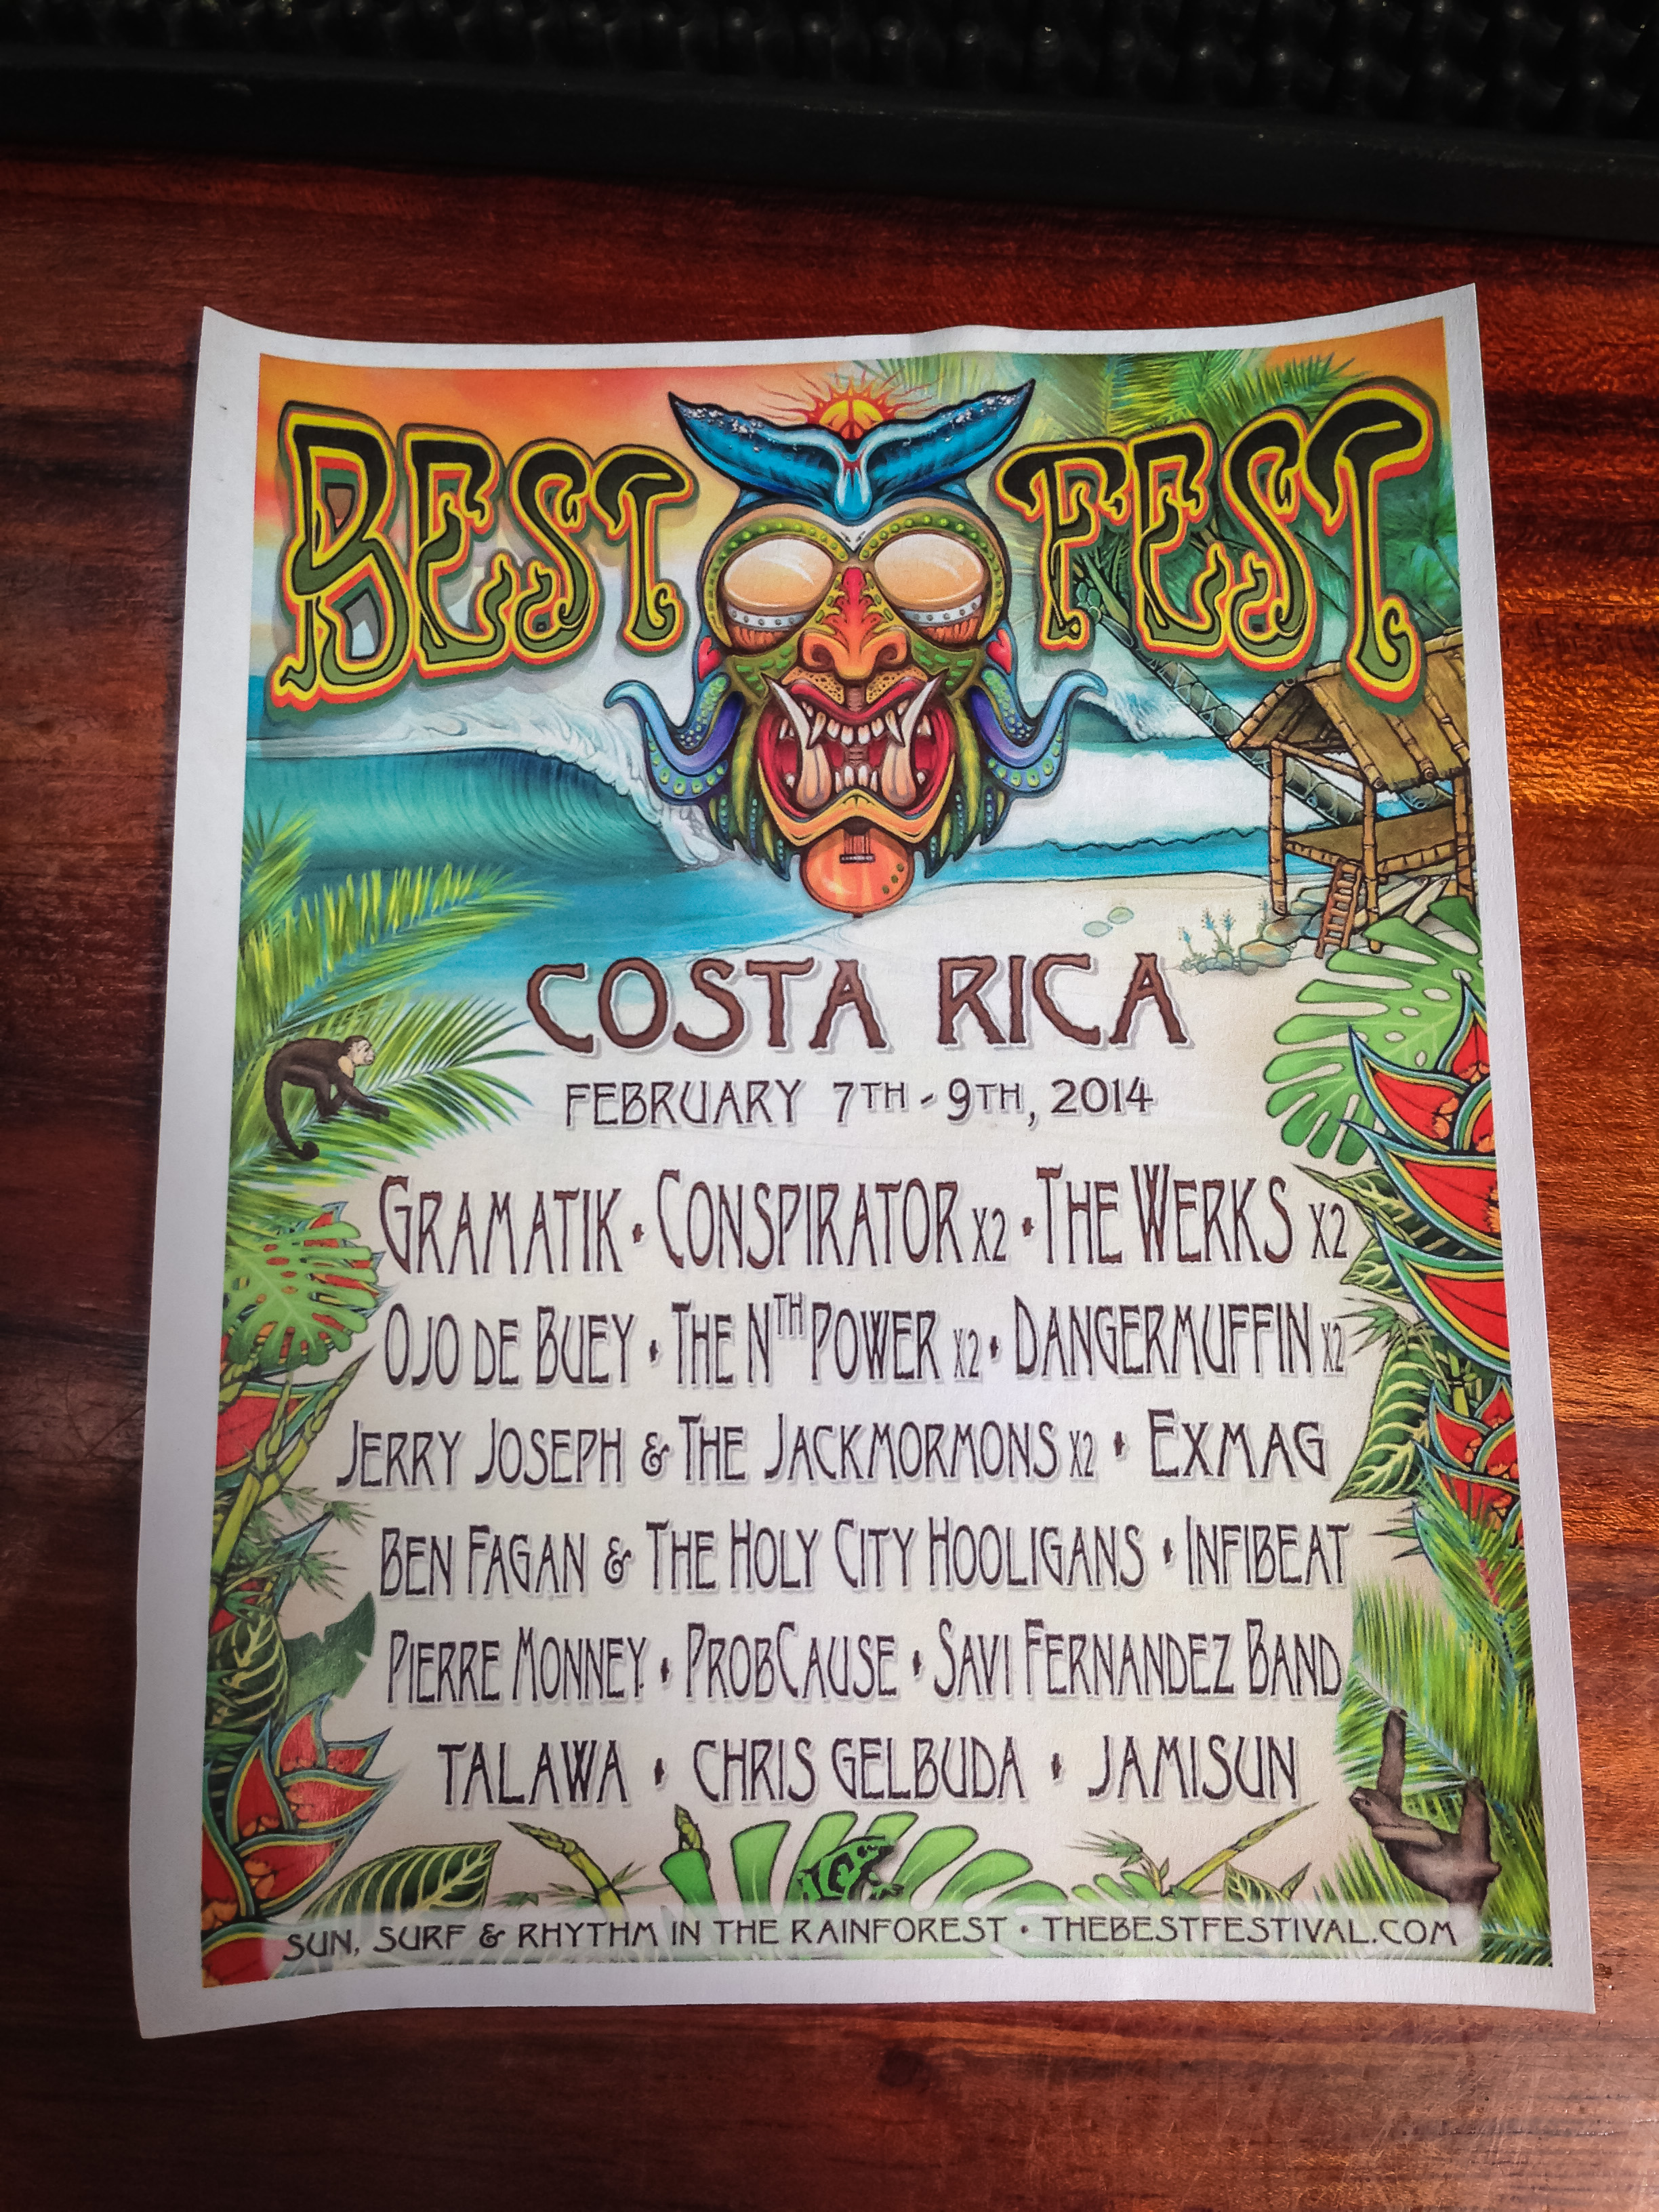 BEST FEST
COSTA RICA
FEBRUARY 7TH - 9TH, 2014
GRAMATIK • CONSPIRATOR X2 • THE WERKS X2
OJO DE BUEY • THE NTH POWER X2 • DANGERMUFFIN X2
JERRY JOSEPH & THE JACKMORMONS X2 • EXMAG
BEN FAGAN & THE HOLY CITY HOOLIGANS • INFIBEAT
PIERRE MONNEY • PROBCAUSE • SAVI FERNANDEZ BAND
TALAWA • CHRIS GELBUDA • JAMISUN
SUN, SURF & RHYTHM IN THE RAINFOREST • THEBESTFESTIVAL.COM